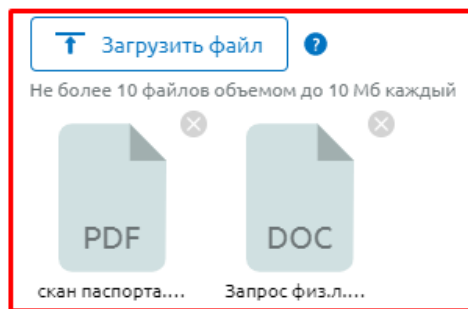 Загрузить файл ?
Не более 10 файлов объемом до 10 Мб каждый
PDF DOC
скан паспорта.... Запрос физ.л....